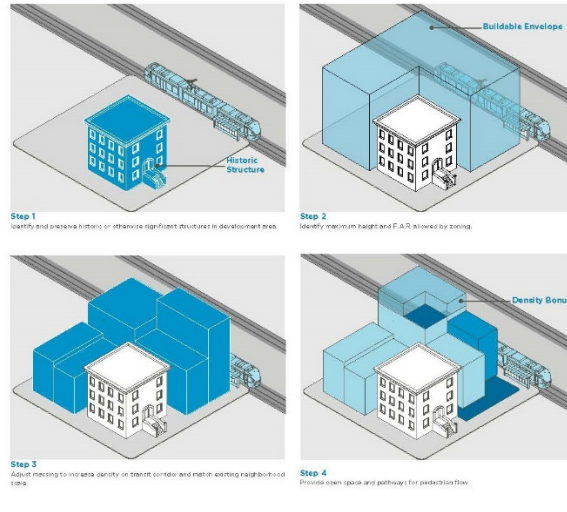 Historic
Structure
Step 1
Identify and preserve historic or otherwise significant structures in development area.
Buildable Envelope
Step 2
Identify maximum height and F.A.R allowed by zoning.
Step 3
Adjust massing to increase density on transit corridor and match existing neighborhood
scale.
Density Bonu
Step 4
Provide open space and pathways for pedestrian flow.